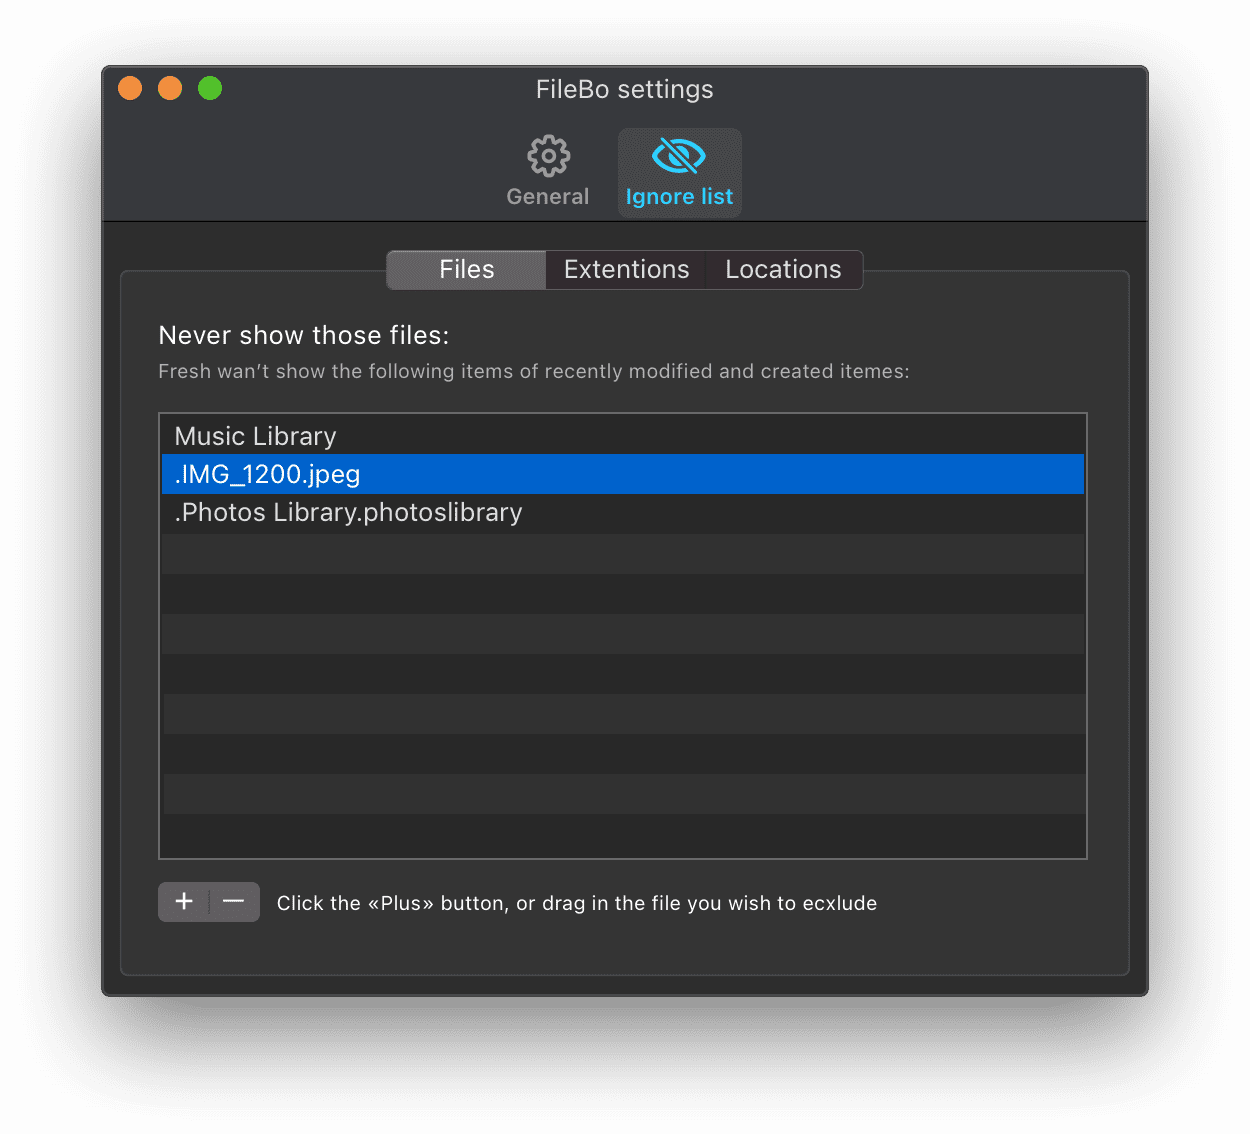 FileBo settings
General
Ignore list
Files
Extentions
Locations
Never show those files:
Fresh wan’t show the following items of recently modified and created itemes:
Music Library
.IMG_1200.jpeg
.Photos Library.photoslibrary
Click the «Plus» button, or drag in the file you wish to ecxlude